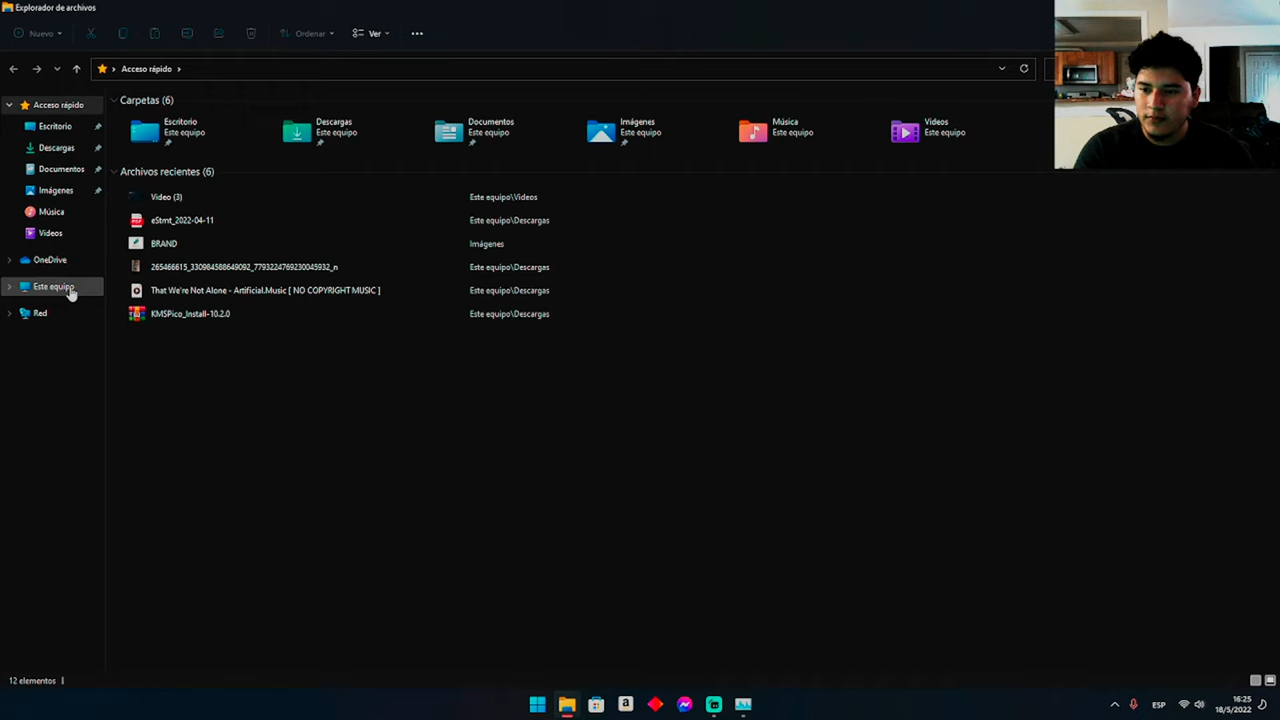 Explorador de archivos
Nuevo
Ordenar
Ver
Acceso rápido
Acceso rápido
Escritorio
Descargas
Documentos
Imágenes
Música
Videos
OneDrive
Este equipo
Red
Carpetas (6)
Escritorio
Este equipo
Descargas
Este equipo
Documentos
Este equipo
Imágenes
Este equipo
Música
Este equipo
Videos
Este equipo
Archivos recientes (6)
Video (3) Este equipo\Videos
eStmt_2022-04-11 Este equipo\Descargas
BRAND Imágenes
265466615_330984588649092_7793224769230045932_n Este equipo\Descargas
That We're Not Alone - Artificial.Music [ NO COPYRIGHT MUSIC ] Este equipo\Descargas
KMSPico_Install-10.2.0 Este equipo\Descargas
12 elementos
ESP
16:25
18/5/2022